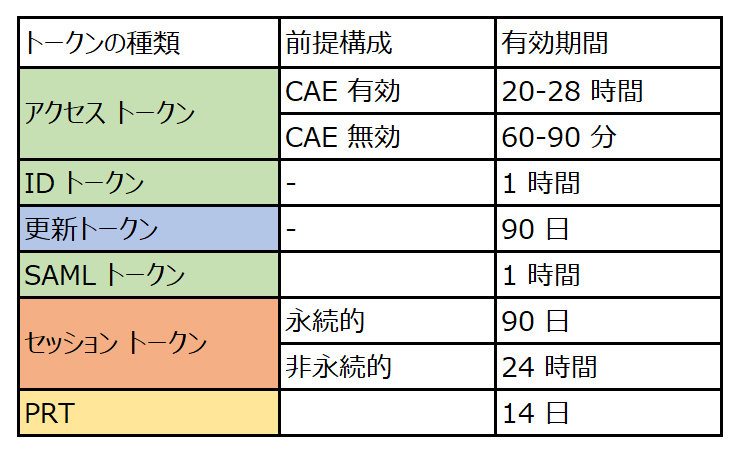 トークンの種類 前提構成 有効期間
アクセス トークン CAE 有効 20-28 時間
CAE 無効 60-90 分
ID トークン - 1 時間
更新トークン - 90 日
SAML トークン 1 時間
セッション トークン 永続的 90 日
非永続的 24 時間
PRT 14 日